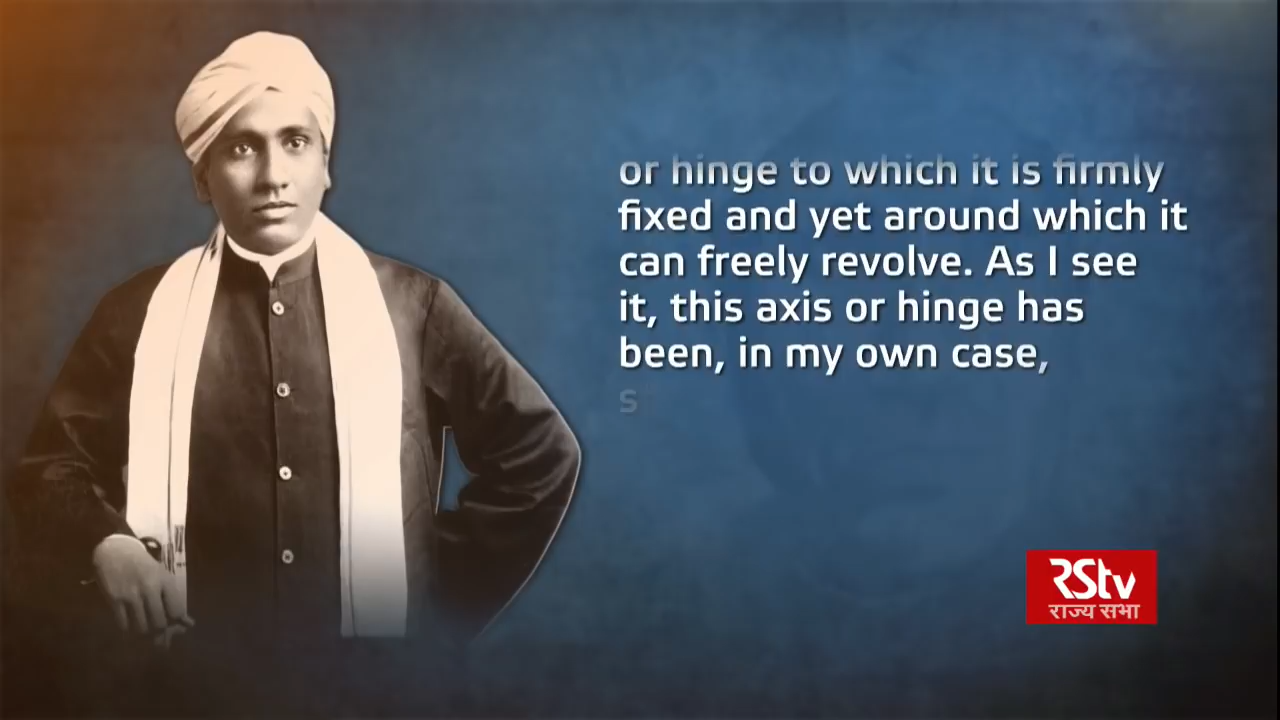 or hinge to which it is firmly
fixed and yet around which it
can freely revolve. As I see
it, this axis or hinge has
been, in my own case,
s
RStv
राज्य सभा